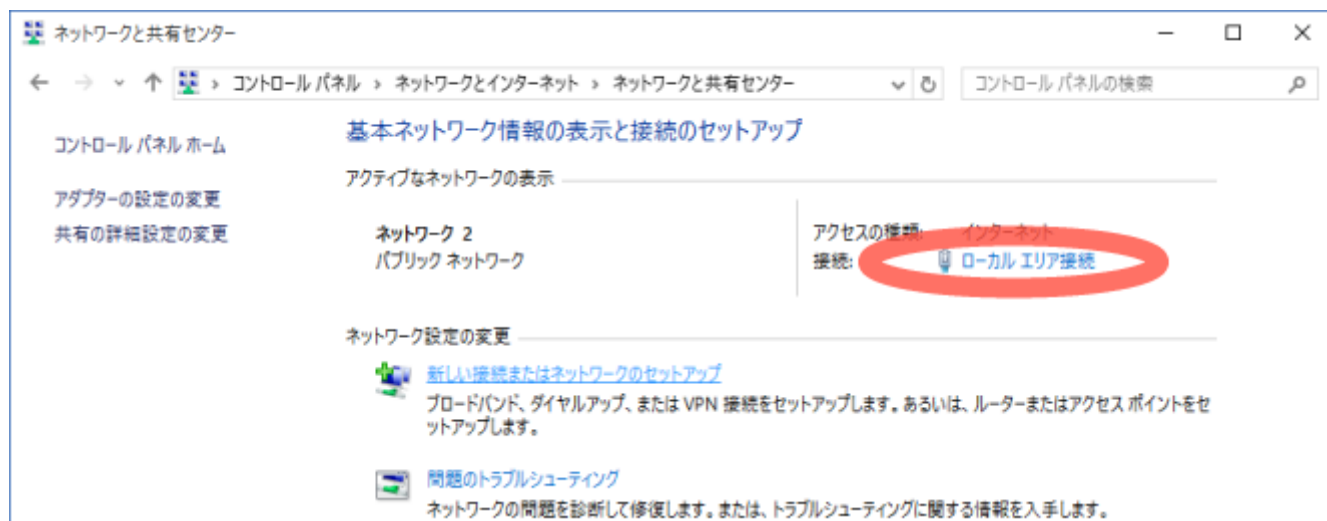 ネットワークと共有センター
コントロール パネル › ネットワークとインターネット › ネットワークと共有センター
コントロール パネルの検索
コントロール パネル ホーム
アダプターの設定の変更
共有の詳細設定の変更
基本ネットワーク情報の表示と接続のセットアップ
アクティブなネットワークの表示
ネットワーク 2
パブリック ネットワーク
アクセスの種類: インターネット
接続: ローカル エリア接続
ネットワーク設定の変更
新しい接続またはネットワークのセットアップ
ブロードバンド、ダイヤルアップ、または VPN 接続をセットアップします。あるいは、ルーターまたはアクセス ポイントをセ
ットアップします。
問題のトラブルシューティング
ネットワークの問題を診断して修復します。または、トラブルシューティングに関する情報を入手します。